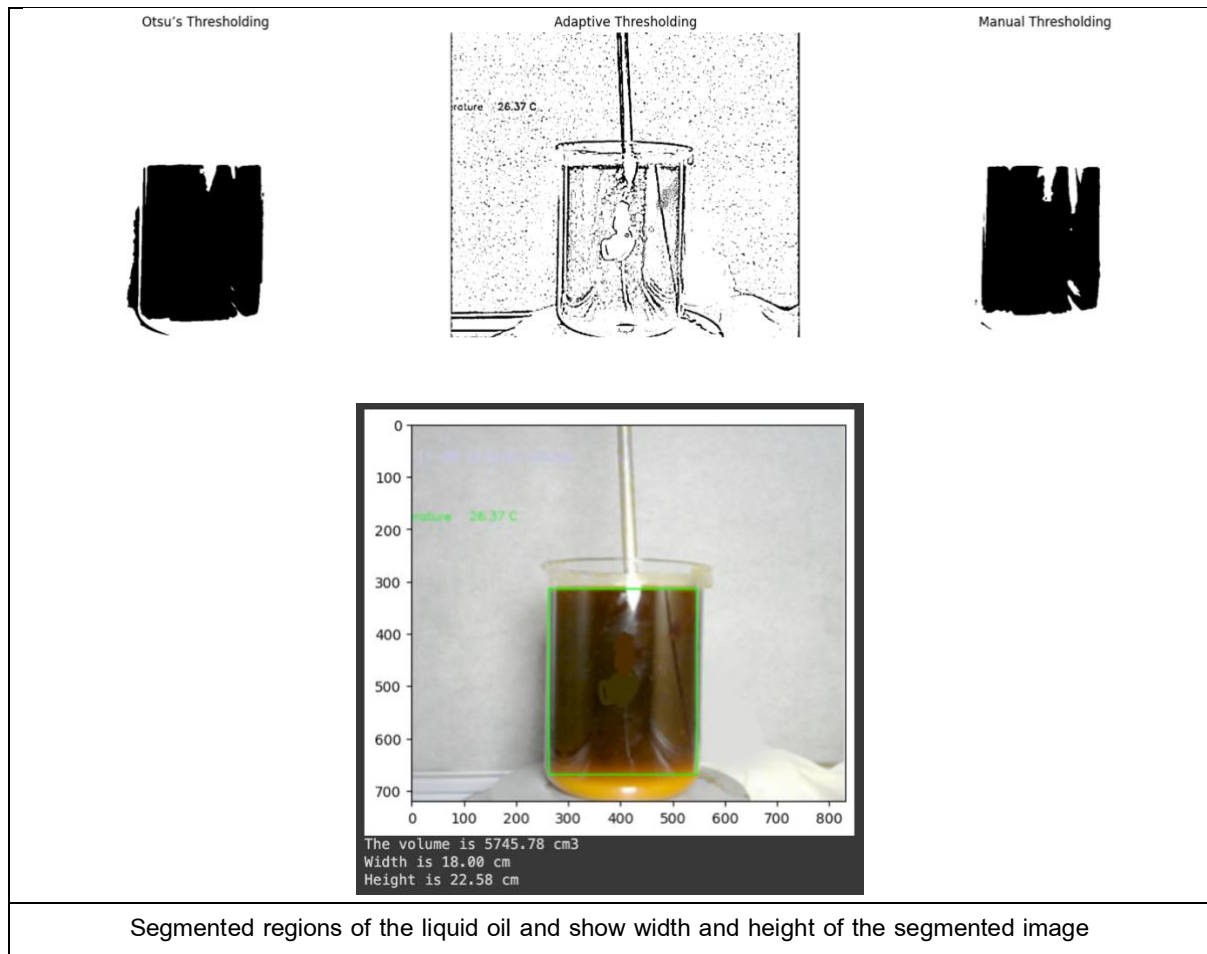 Otsu's Thresholding
Adaptive Thresholding
Manual Thresholding
erature 26.37 C
0
100
200
300
400
500
600
700
erature 26.37 C
0 100 200 300 400 500 600 700 800
The volume is 5745.78 cm3
Width is 18.00 cm
Height is 22.58 cm
Segmented regions of the liquid oil and show width and height of the segmented image